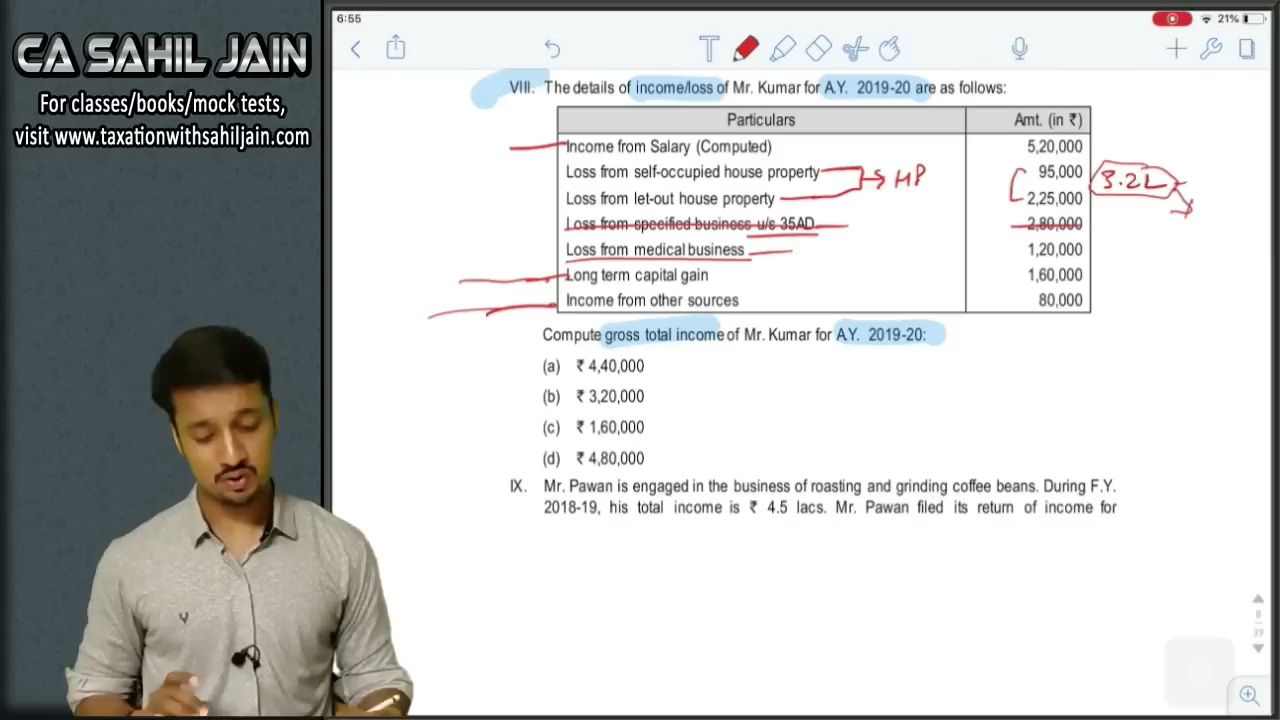 CA SAHIL JAIN
For classes/books/mock tests,
visit www.taxationwithsahiljain.com
6:55
21%
T
VIII. The details of income/loss of Mr. Kumar for A.Y. 2019-20 are as follows:
Particulars Amt. (in ₹)
Income from Salary (Computed) 5,20,000
Loss from self-occupied house property 95,000
Loss from let-out house property 2,25,000
→ HP
3.2L
Loss from specified business u/s 35AD 2,80,000
Loss from medical business 1,20,000
Long term capital gain 1,60,000
Income from other sources 80,000
Compute gross total income of Mr. Kumar for A.Y. 2019-20:
(a) ₹ 4,40,000
(b) ₹ 3,20,000
(c) ₹ 1,60,000
(d) ₹ 4,80,000
IX. Mr. Pawan is engaged in the business of roasting and grinding coffee beans. During F.Y.
2018-19, his total income is ₹ 4.5 lacs. Mr. Pawan filed its return of income for
8
39